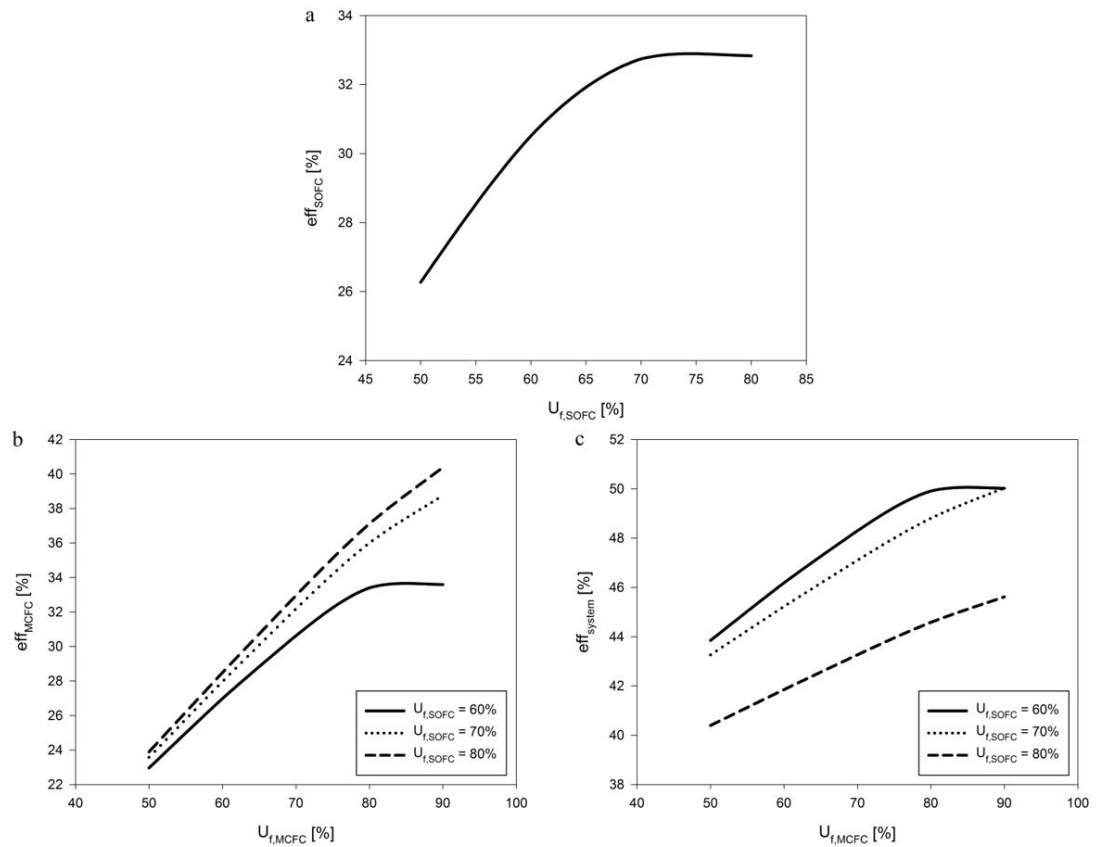 a
34
32
30
28
26
24
eff_SOFC [%]
45 50 55 60 65 70 75 80 85
U_f,SOFC [%]
b
42
40
38
36
34
32
30
28
26
24
22
eff_MCFC [%]
U_f,SOFC = 60%
U_f,SOFC = 70%
U_f,SOFC = 80%
40 50 60 70 80 90 100
U_f,MCFC [%]
c
52
50
48
46
44
42
40
38
eff_system [%]
U_f,SOFC = 60%
U_f,SOFC = 70%
U_f,SOFC = 80%
40 50 60 70 80 90 100
U_f,MCFC [%]